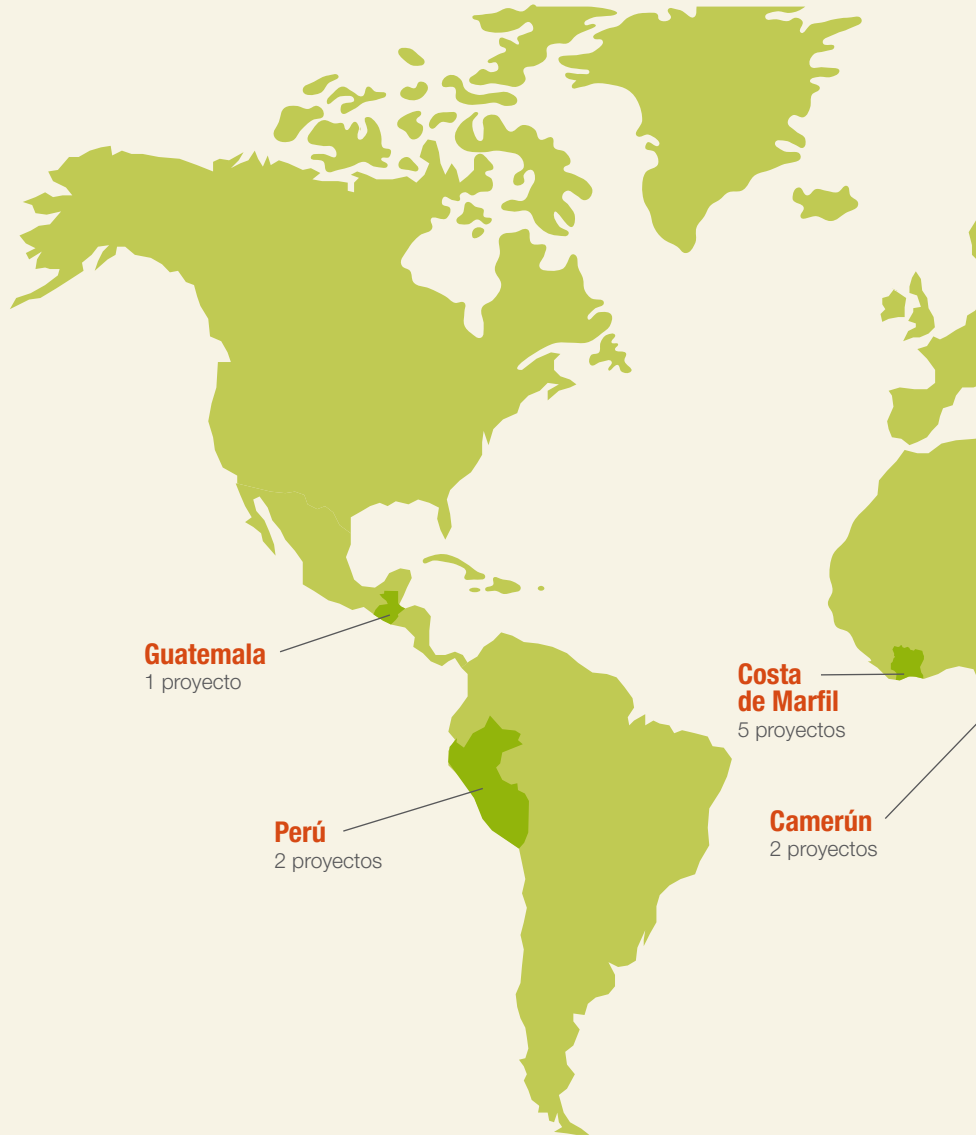 Guatemala
1 proyecto
Costa
de Marfil
5 proyectos
Perú
2 proyectos
Camerún
2 proyectos